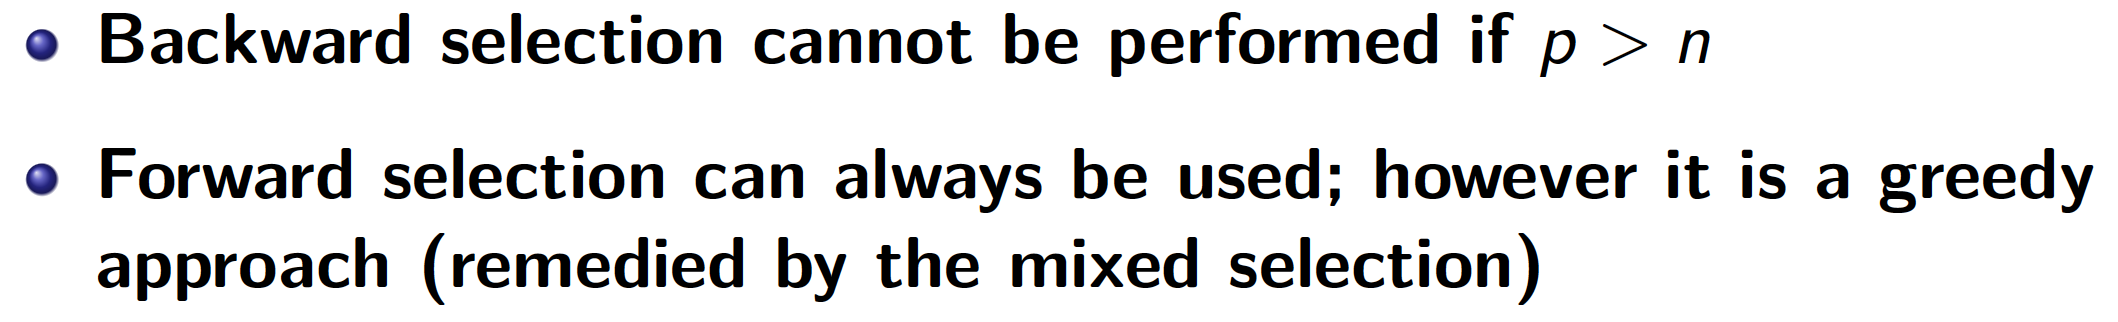 Backward selection cannot be performed if p > n
Forward selection can always be used; however it is a greedy
approach (remedied by the mixed selection)